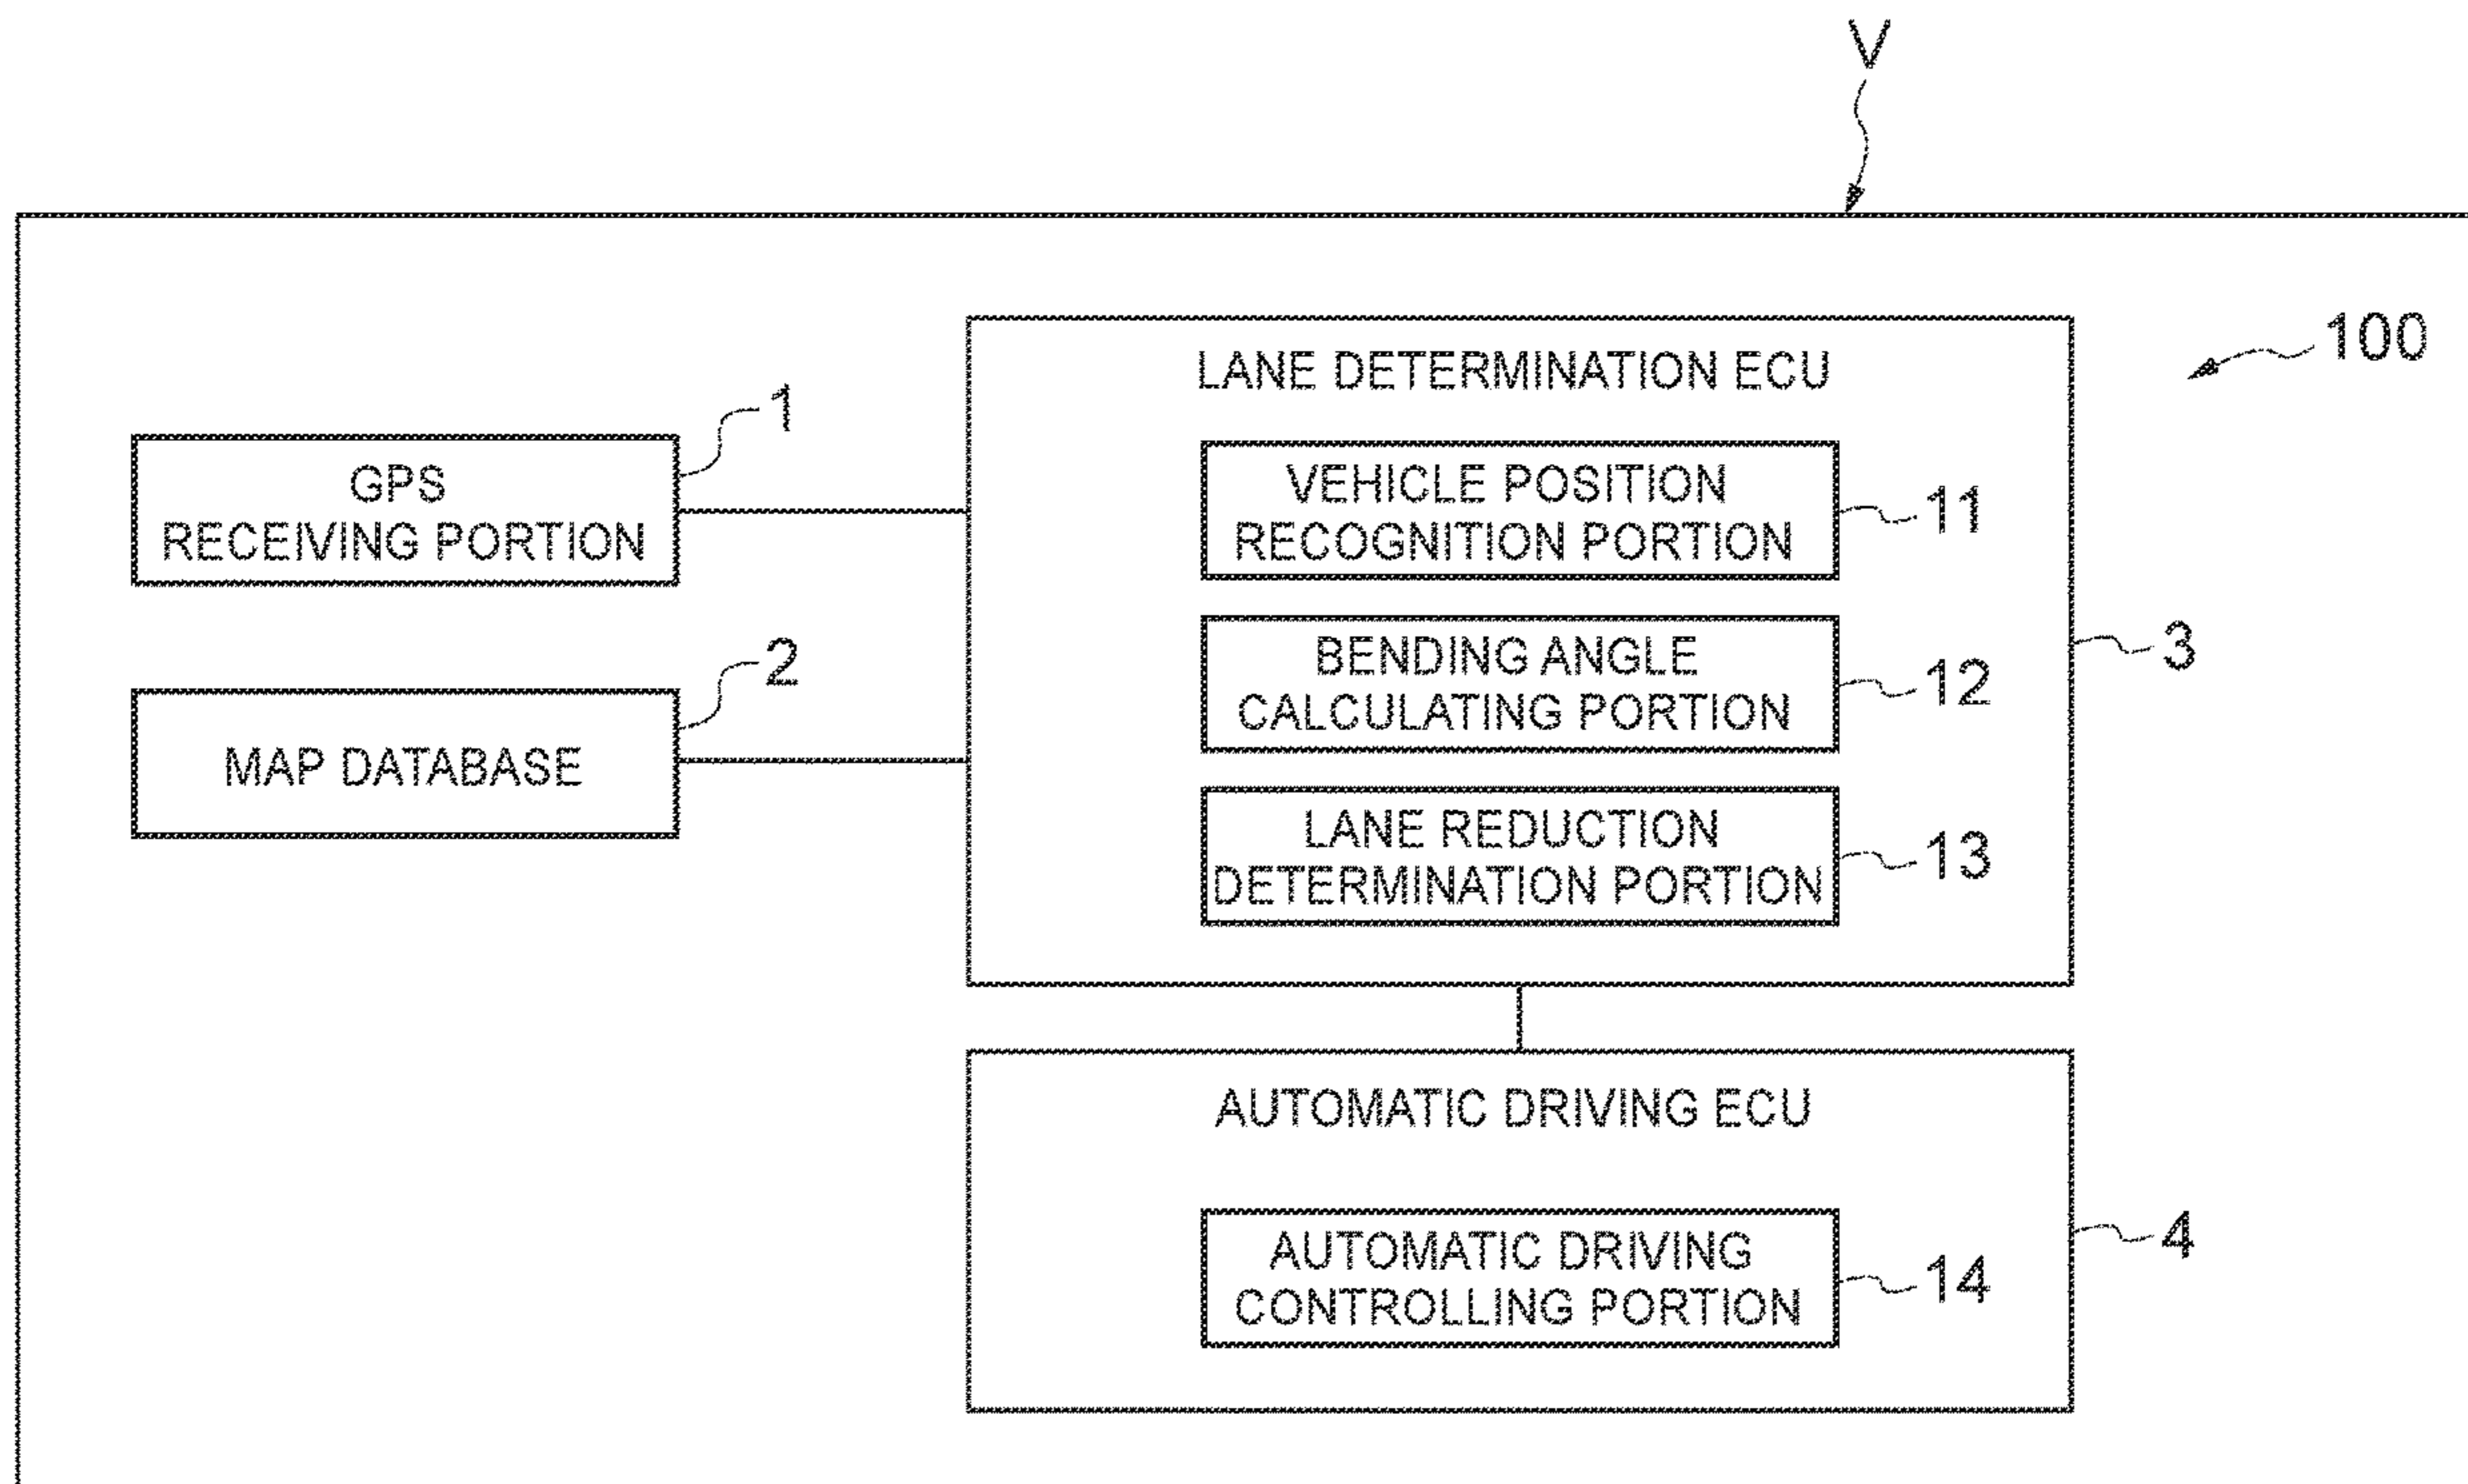 V
100
LANE DETERMINATION ECU
1
GPS
RECEIVING PORTION
VEHICLE POSITION
RECOGNITION PORTION
11
2
MAP DATABASE
BENDING ANGLE
CALCULATING PORTION
12
3
LANE REDUCTION
DETERMINATION PORTION
13
AUTOMATIC DRIVING ECU
4
AUTOMATIC DRIVING
CONTROLLING PORTION
14